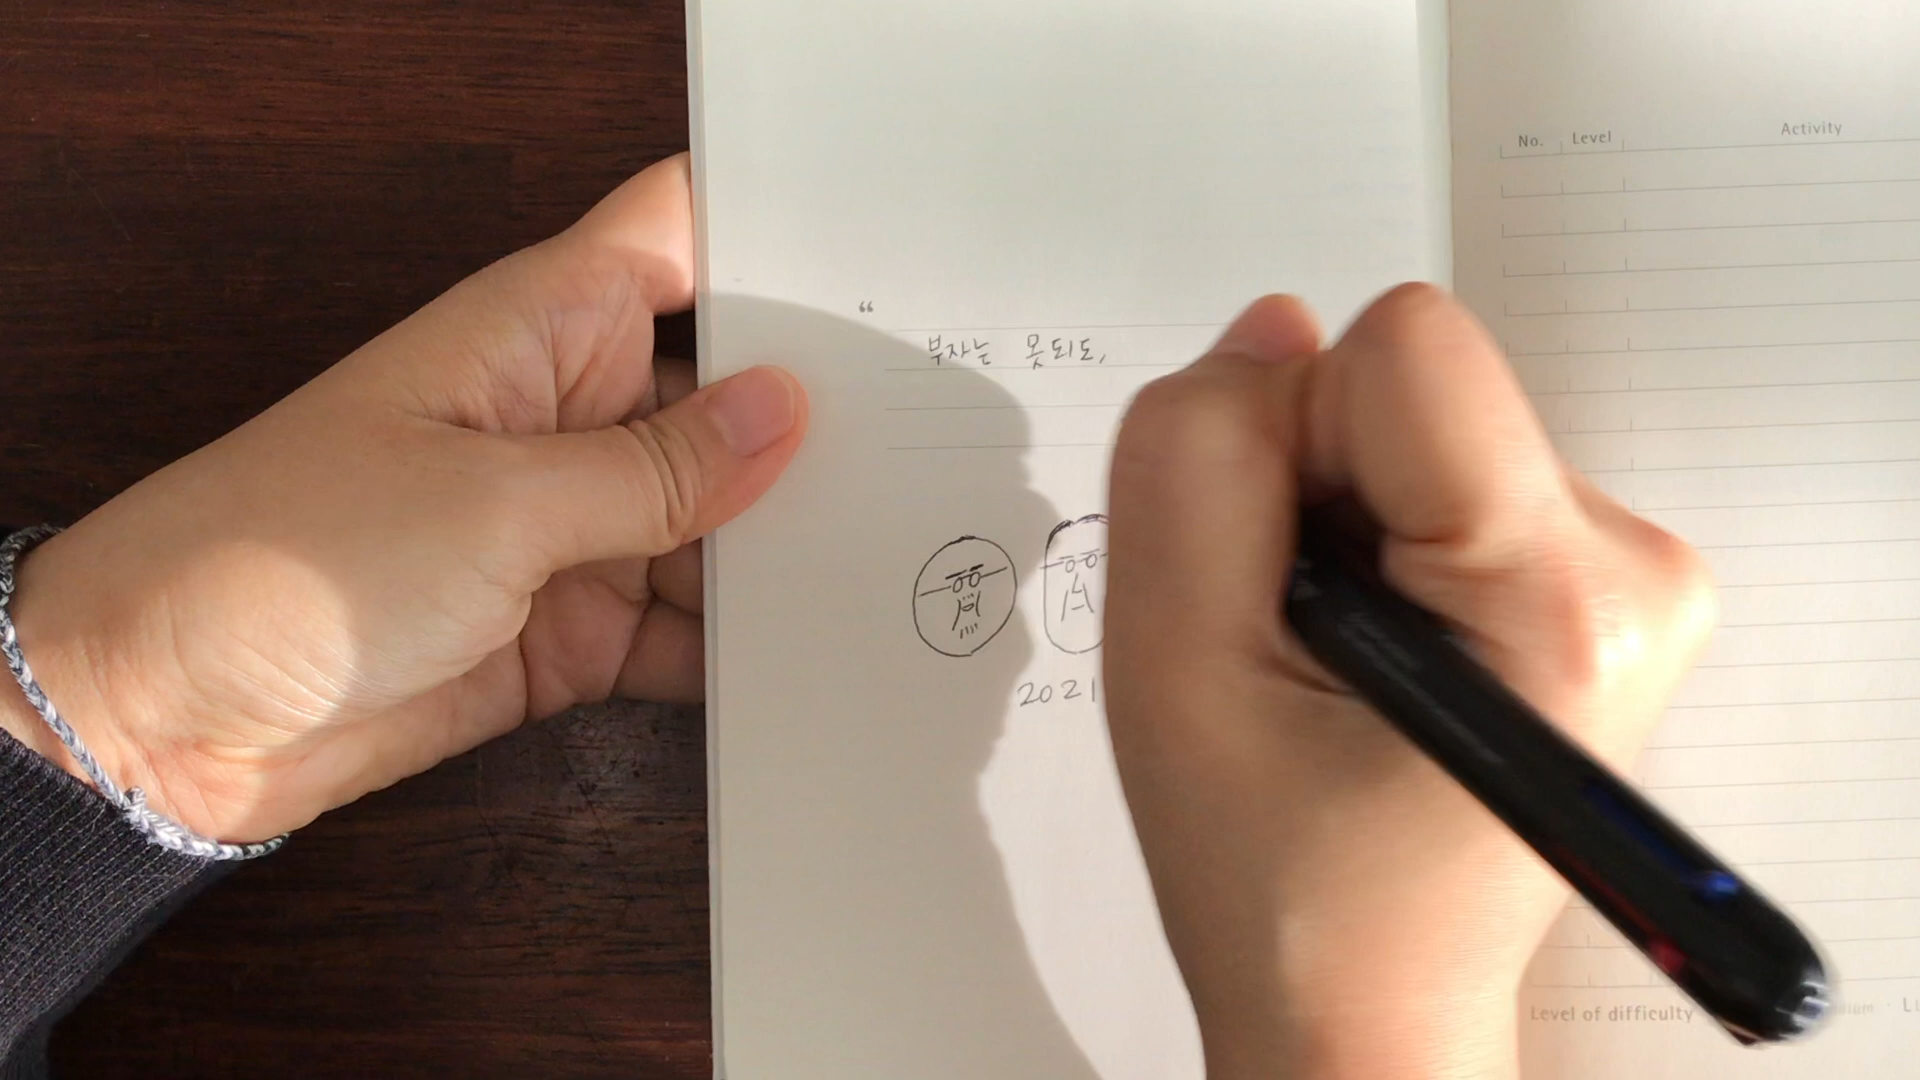 “
부자는 못되도,
2021
No. Level Activity
Level of difficulty